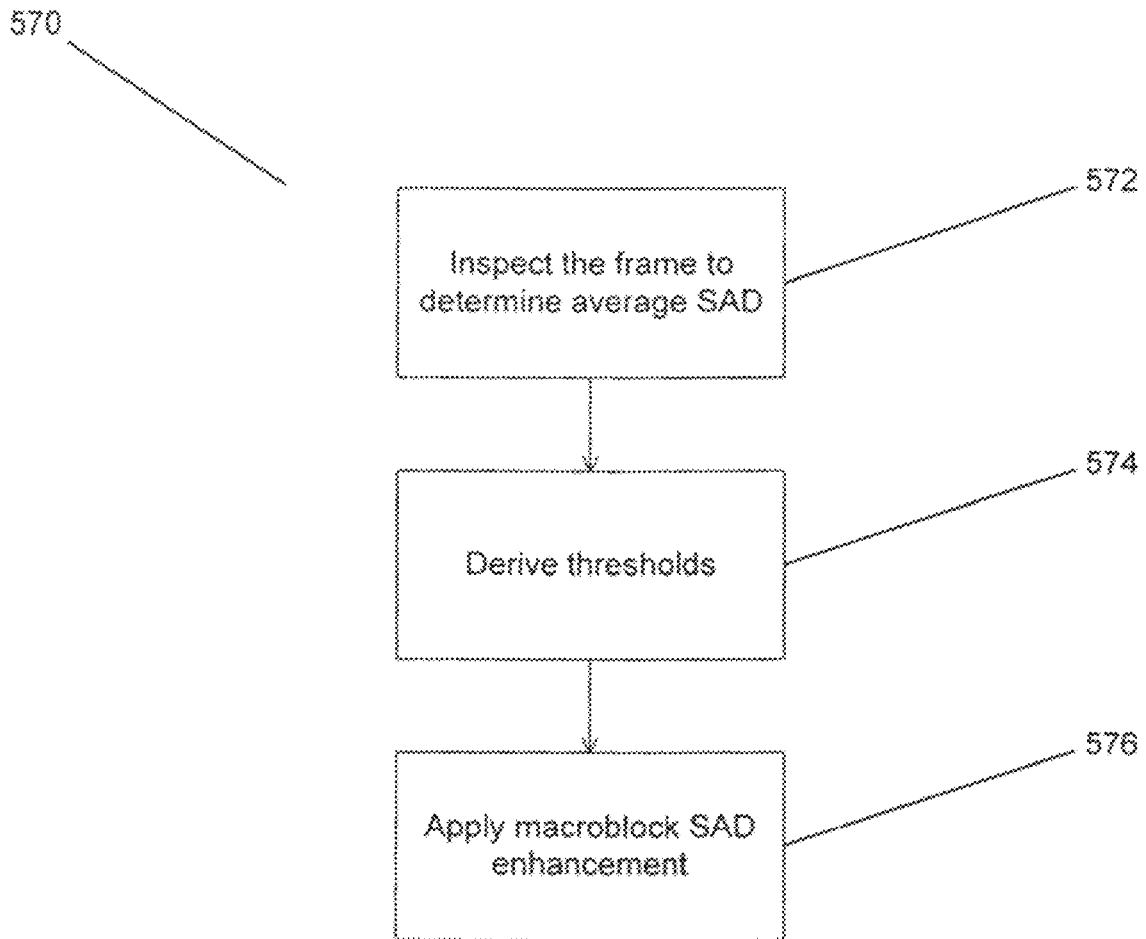 570
572
Inspect the frame to
determine average SAD
574
Derive thresholds
576
Apply macroblock SAD
enhancement